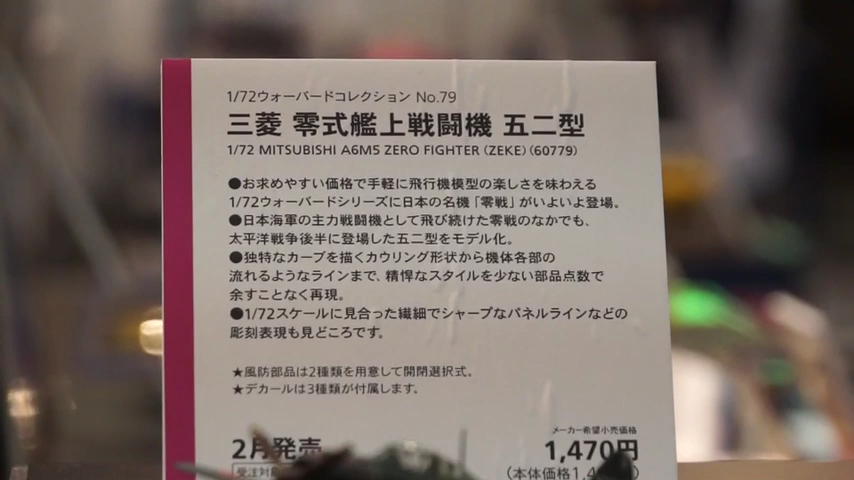 1/72ウォーバードコレクション No.79
三菱 零式艦上戦闘機 五二型
1/72 MITSUBISHI A6M5 ZERO FIGHTER (ZEKE) (60779)
●お求めやすい価格で手軽に飛行機模型の楽しさを味わえる
1/72ウォーバードシリーズに日本の名機「零戦」がいよいよ登場。
●日本海軍の主力戦闘機として飛び続けた零戦のなかでも、
太平洋戦争後半に登場した五二型をモデル化。
●独特なカーブを描くカウリング形状から機体各部の
流れるようなラインまで、精悍なスタイルを少ない部品点数で
余すことなく再現。
●1/72スケールに見合った繊細でシャープなパネルラインなどの
彫刻表現も見どころです。
★風防部品は2種類を用意して開閉選択式。
★デカールは3種類が付属します。
2月発売
受注対
メーカー希望小売価格
1,470円
(本体価格1,4